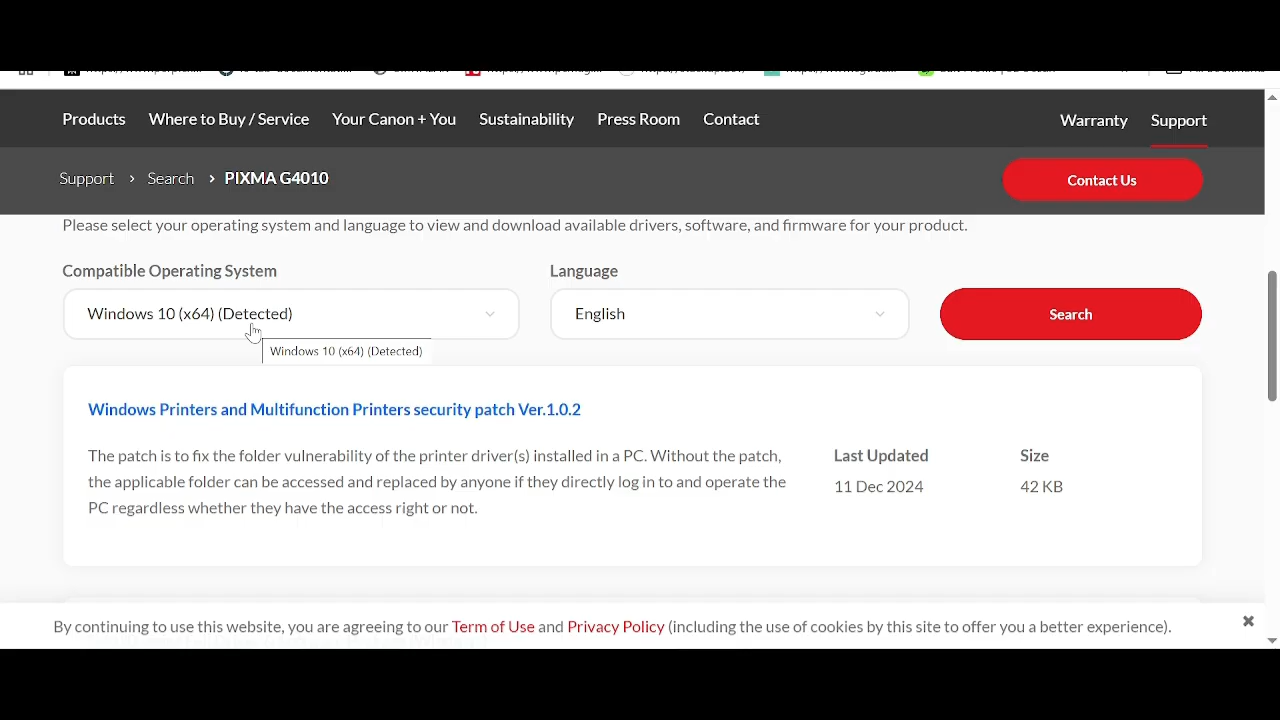 Products Where to Buy / Service Your Canon + You Sustainability Press Room Contact Warranty Support
Support › Search › PIXMA G4010 Contact Us
Please select your operating system and language to view and download available drivers, software, and firmware for your product.
Compatible Operating System Language
Windows 10 (x64) (Detected) English Search
Windows 10 (x64) (Detected)
Windows Printers and Multifunction Printers security patch Ver.1.0.2
The patch is to fix the folder vulnerability of the printer driver(s) installed in a PC. Without the patch,
the applicable folder can be accessed and replaced by anyone if they directly log in to and operate the
PC regardless whether they have the access right or not.
Last Updated Size
11 Dec 2024 42 KB
By continuing to use this website, you are agreeing to our Term of Use and Privacy Policy (including the use of cookies by this site to offer you a better experience).